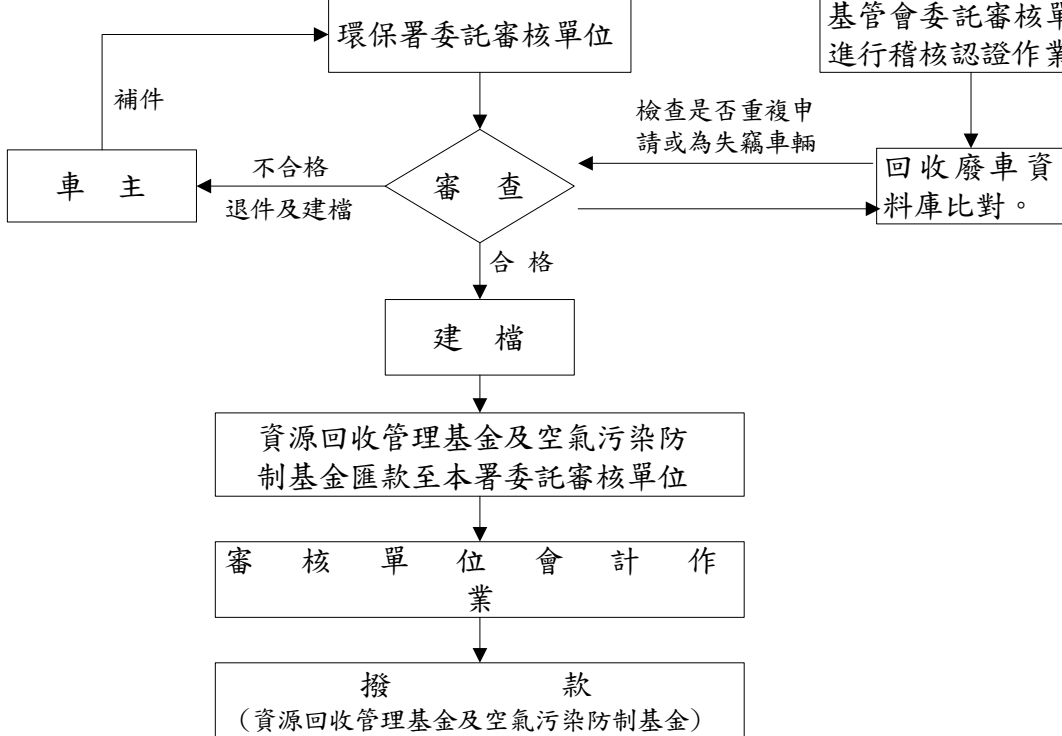 環保署委託審核單位
基管會委託審核單
進行稽核認證作業
補件
檢查是否重複申
請或為失竊車輛
車 主
不合格
退件及建檔
審 查
回收廢車資
料庫比對。
合 格
建 檔
資源回收管理基金及空氣污染防
制基金匯款至本署委託審核單位
審 核 單 位 會 計 作
業
撥 款
（資源回收管理基金及空氣污染防制基金）